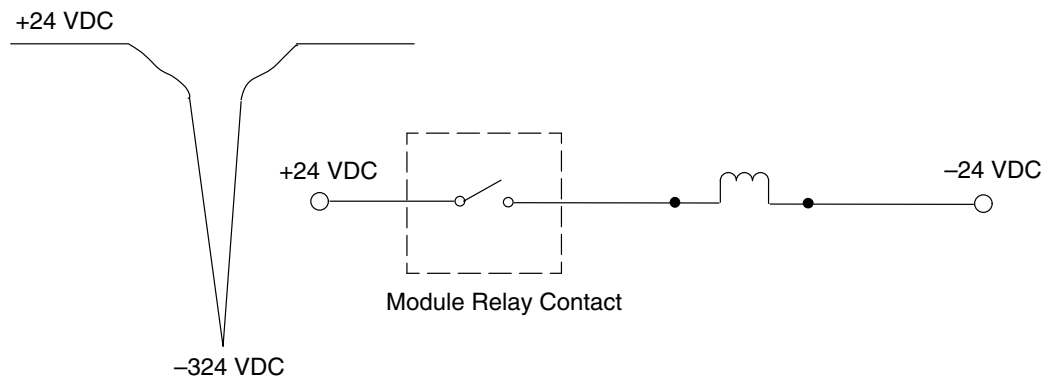 +24 VDC
+24 VDC
–24 VDC
Module Relay Contact
–324 VDC